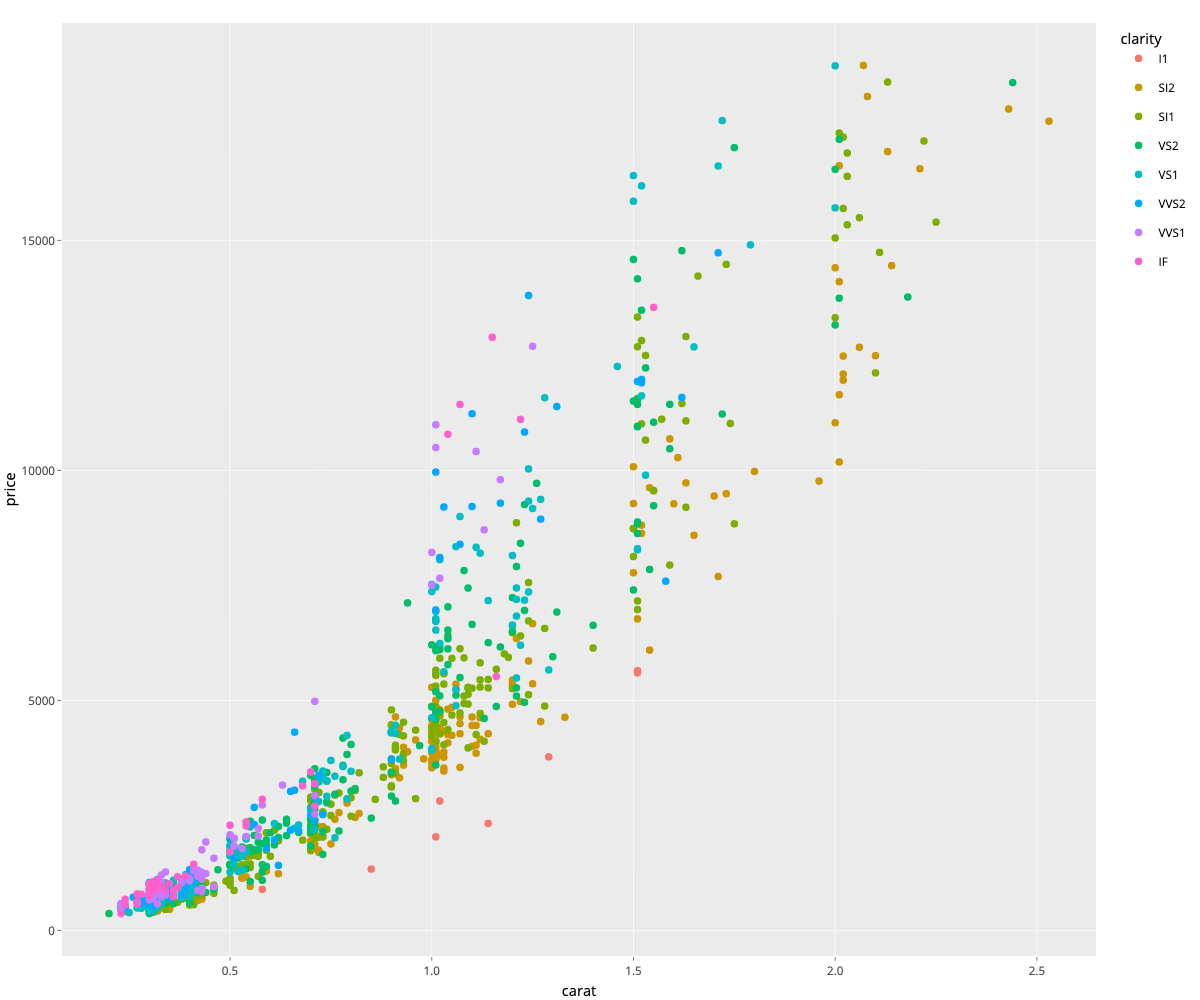 clarity
I1
SI2
SI1
VS2
VS1
VVS2
VVS1
IF
price
15000
10000
5000
0
0.5
1.0
1.5
2.0
2.5
carat